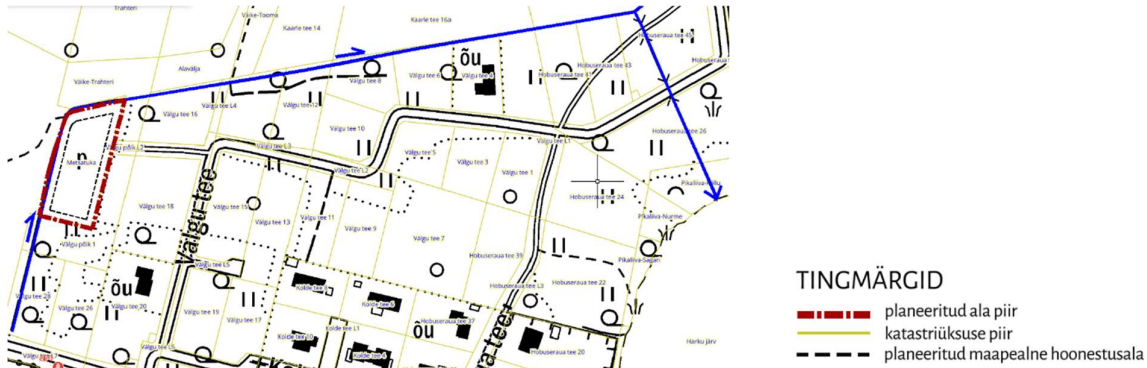 Trahteri
Väike-Tooma
Kaarle tee 14
Kaarle tee 16a
Hobuseraua tee 45
Alavälja
Väike-Trahteri
õu
Välgu tee 8
Välgu tee 6
Välgu tee 4
Hobuseraua tee 41
Hobuseraua tee 43
Välgu tee 16
Välgu tee L4
Välgu tee 12
Välgu tee 10
Hobuseraua tee 26
Metsatuka
Välgu põik L2
Välgu tee L3
Välgu tee L2
Välgu tee 5
Välgu tee 3
Välgu tee L1
Välgu tee 1
Hobuseraua tee 24
Välgu tee
Välgu tee 18
Välgu tee 15
Välgu tee 13
Välgu tee 11
Välgu tee 9
Välgu tee 7
Pikaliiva-Nurme
Välgu põik 1
Hobuseraua tee 39
Pikaliiva-Sagari
Välgu tee L5
õu
Välgu tee 28
Välgu tee 26
Välgu tee 20
Välgu tee 19
Välgu tee 17
Kolde tee 8
Kolde tee 6
Hobuseraua tee L3
Hobuseraua tee 22
Kolde tee L1
õu
Hobuseraua tee 37
Kolde tee 10
Kolde tee 4
Hobuseraua tee 20
Harku järv
Välgu tee L5
TINGMÄRGID
planeeritud ala piir
katastriüksuse piir
planeeritud maapealne hoonestusala